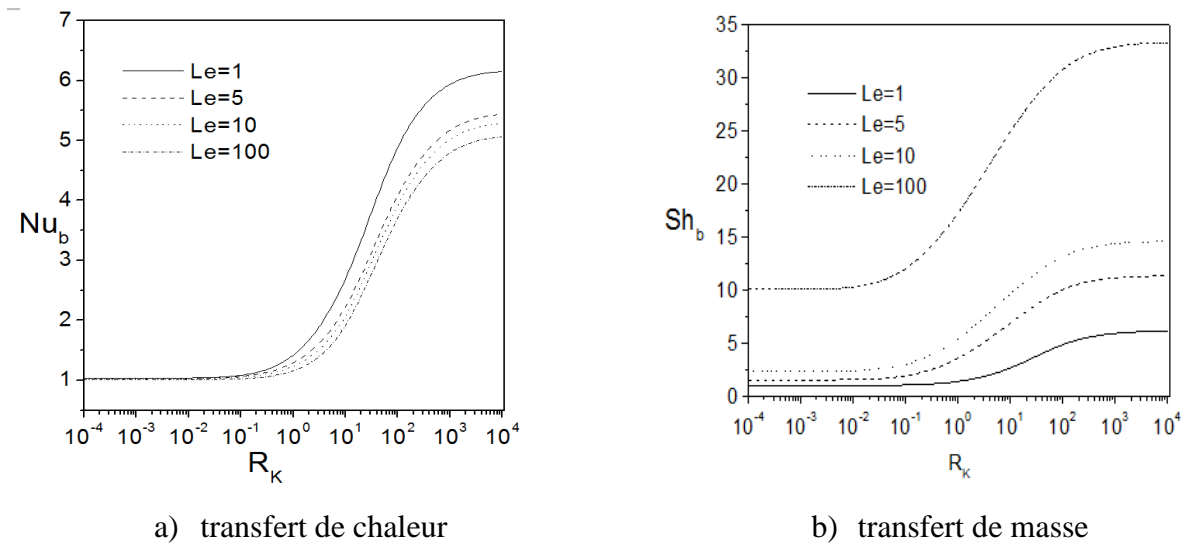 7
6
5
4
3
2
1
Nu_b
Le=1
Le=5
Le=10
Le=100
10^-4 10^-3 10^-2 10^-1 10^0 10^1 10^2 10^3 10^4
R_K
a) transfert de chaleur
35
30
25
20
15
10
5
0
Sh_b
Le=1
Le=5
Le=10
Le=100
10^-4 10^-3 10^-2 10^-1 10^0 10^1 10^2 10^3 10^4
R_K
b) transfert de masse